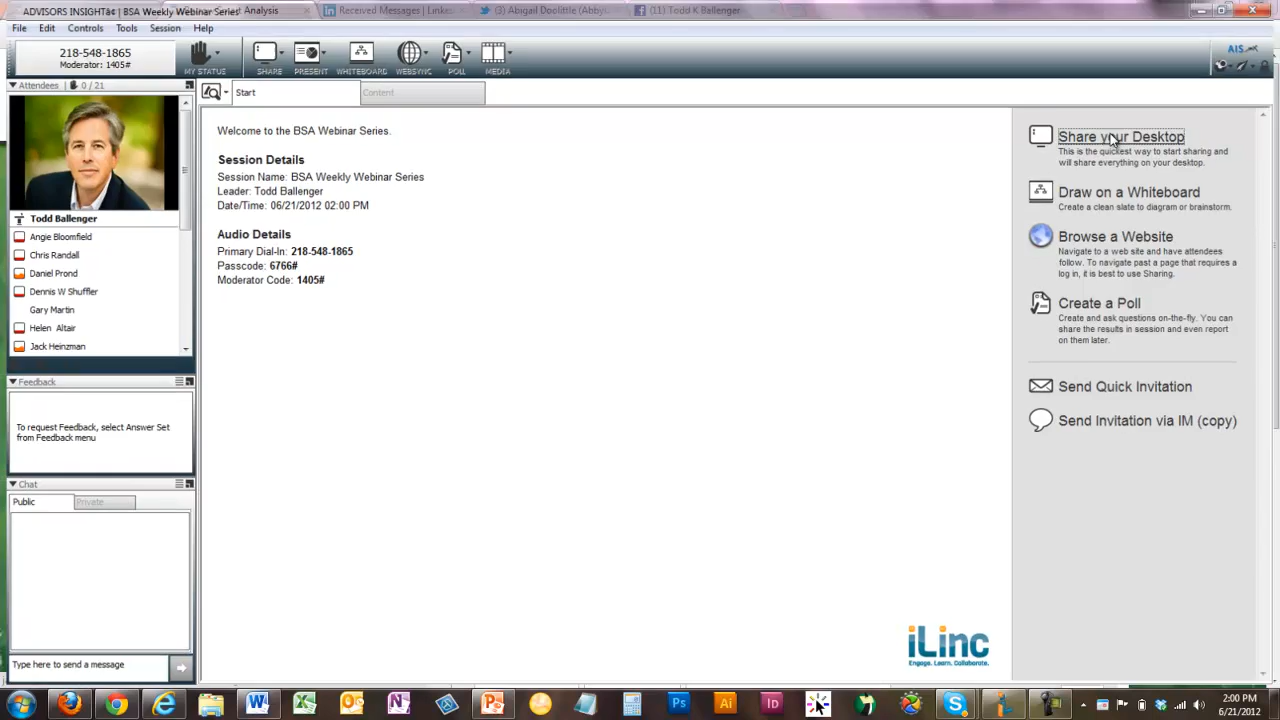 ADVISORS INSIGHTâ¢ | BSA Weekly Webinar Series
Analysis
Received Messages | Linke
(3) Abigail Doolittle (Abby
(11) Todd K Ballenger
File Edit Controls Tools Session Help
218-548-1865
Moderator: 1405#
MY STATUS SHARE PRESENT WHITEBOARD WEBSYNC POLL MEDIA
AIS
Attendees | 0 / 21
Start
Content
Todd Ballenger
Angie Bloomfield
Chris Randall
Daniel Prond
Dennis W Shuffler
Gary Martin
Helen Altair
Jack Heinzman
Feedback
To request Feedback, select Answer Set
from Feedback menu
Chat
Public Private
Type here to send a message
Welcome to the BSA Webinar Series.
Session Details
Session Name: BSA Weekly Webinar Series
Leader: Todd Ballenger
Date/Time: 06/21/2012 02:00 PM
Audio Details
Primary Dial-In: 218-548-1865
Passcode: 6766#
Moderator Code: 1405#
iLinc
Engage. Learn. Collaborate.
Share your Desktop
This is the quickest way to start sharing and
will share everything on your desktop.
Draw on a Whiteboard
Create a clean slate to diagram or brainstorm.
Browse a Website
Navigate to a web site and have attendees
follow. To navigate past a page that requires a
log in, it is best to use Sharing.
Create a Poll
Create and ask questions on-the-fly. You can
share the results in session and even report
on them later.
Send Quick Invitation
Send Invitation via IM (copy)
Ps
Ai
Id
2:00 PM
6/21/2012